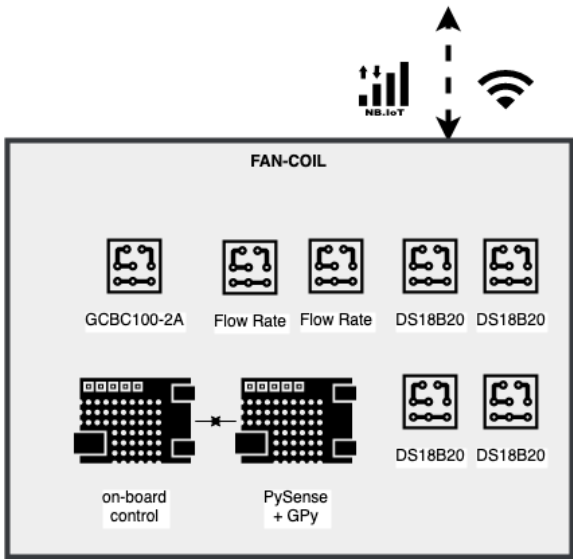 NB.IoT
FAN-COIL
GCBC100-2A
Flow Rate
Flow Rate
DS18B20
DS18B20
DS18B20
DS18B20
on-board
control
PySense
+ GPy